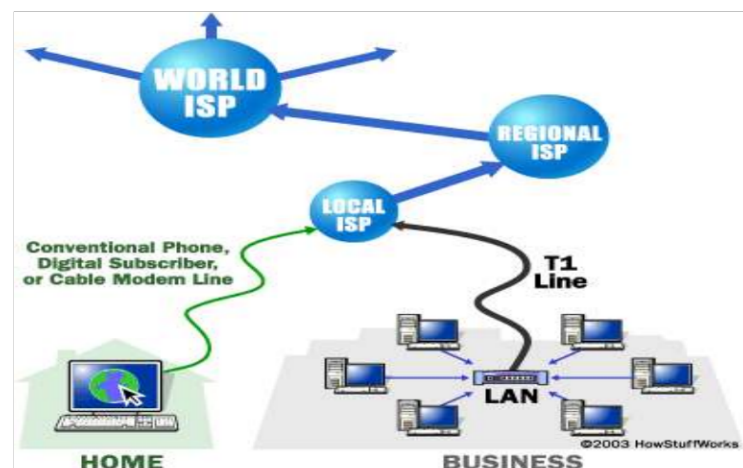 WORLD
ISP
REGIONAL
ISP
LOCAL
ISP
Conventional Phone,
Digital Subscriber,
or Cable Modem Line
T1
Line
LAN
©2003 HowStuffWorks
HOME
BUSINESS